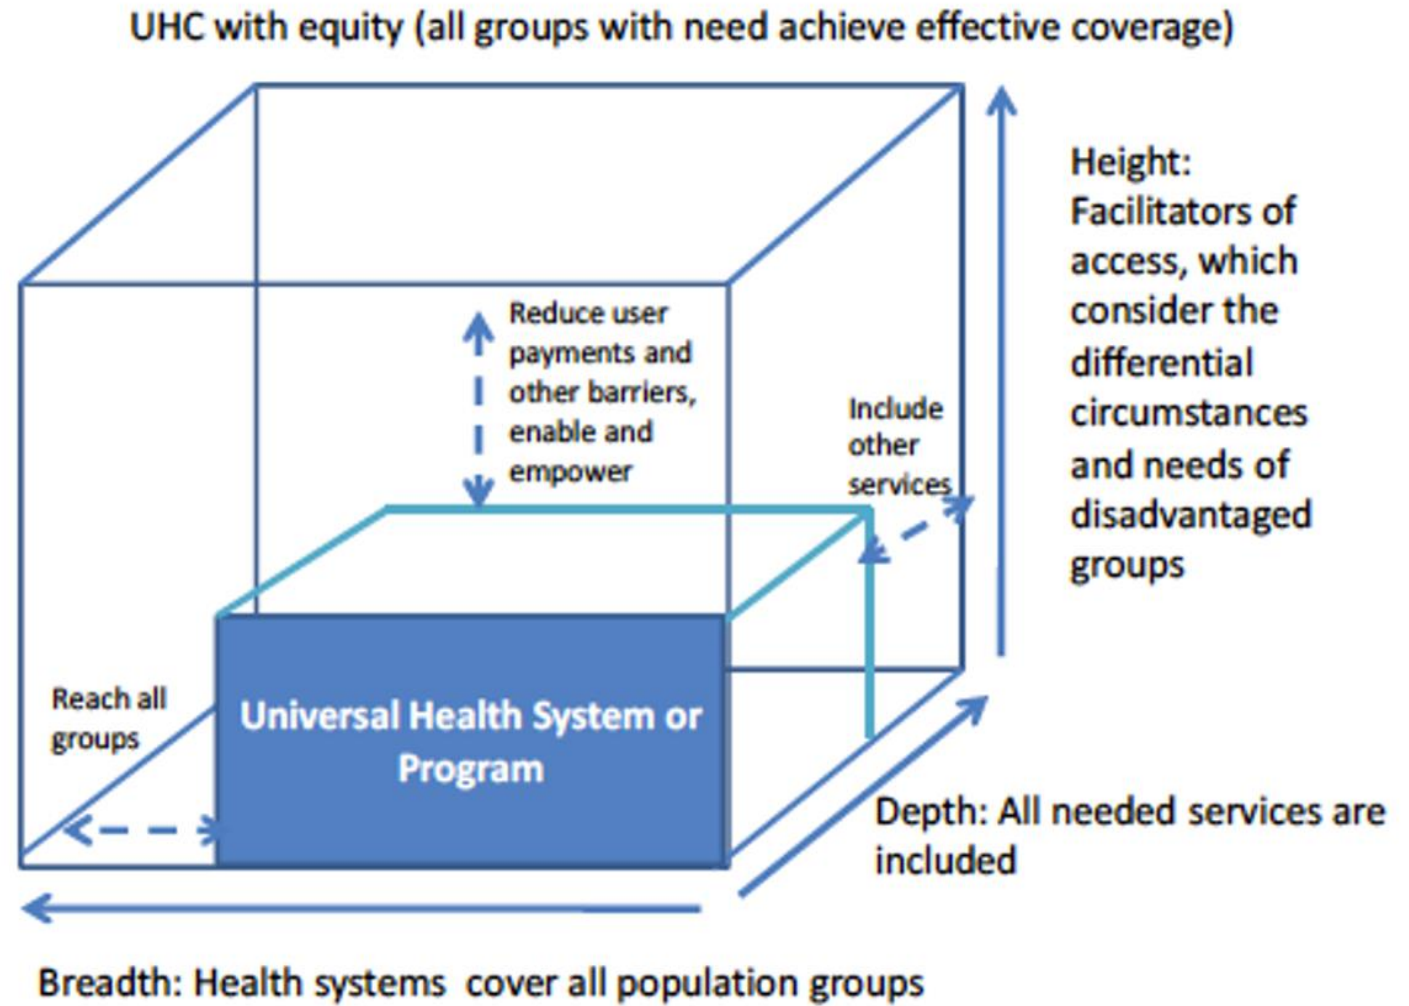 UHC with equity (all groups with need achieve effective coverage)
Height:
Facilitators of
access, which
consider the
differential
circumstances
and needs of
disadvantaged
groups
Reduce user
payments and
other barriers,
enable and
empower
Include
other
services
Reach all
groups
Universal Health System or
Program
Depth: All needed services are
included
Breadth: Health systems  cover all population groups